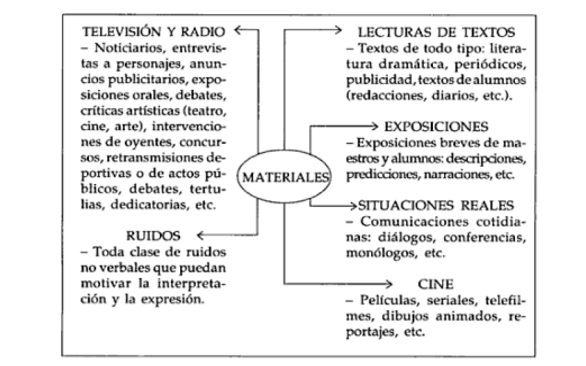 TELEVISIÓN Y RADIO
– Noticiarios, entrevis-
tas a personajes, anun-
cios publicitarios, expo-
siciones orales, debates,
críticas artísticas (teatro,
cine, arte), intervencio-
nes de oyentes, concur-
sos, retransmisiones de-
portivas o de actos pú-
blicos, debates, tertu-
lias, dedicatorias, etc.
RUIDOS
– Toda clase de ruidos
no verbales que puedan
motivar la interpreta-
ción y la expresión.
MATERIALES
LECTURAS DE TEXTOS
– Textos de todo tipo: litera-
tura dramática, periódicos,
publicidad, textos de alumnos
(redacciones, diarios, etc.).
EXPOSICIONES
– Exposiciones breves de ma-
estros y alumnos: descripciones,
predicciones, narraciones, etc.
SITUACIONES REALES
– Comunicaciones cotidia-
nas: diálogos, conferencias,
monólogos, etc.
CINE
– Películas, seriales, telefil-
mes, dibujos animados, re-
portajes, etc.